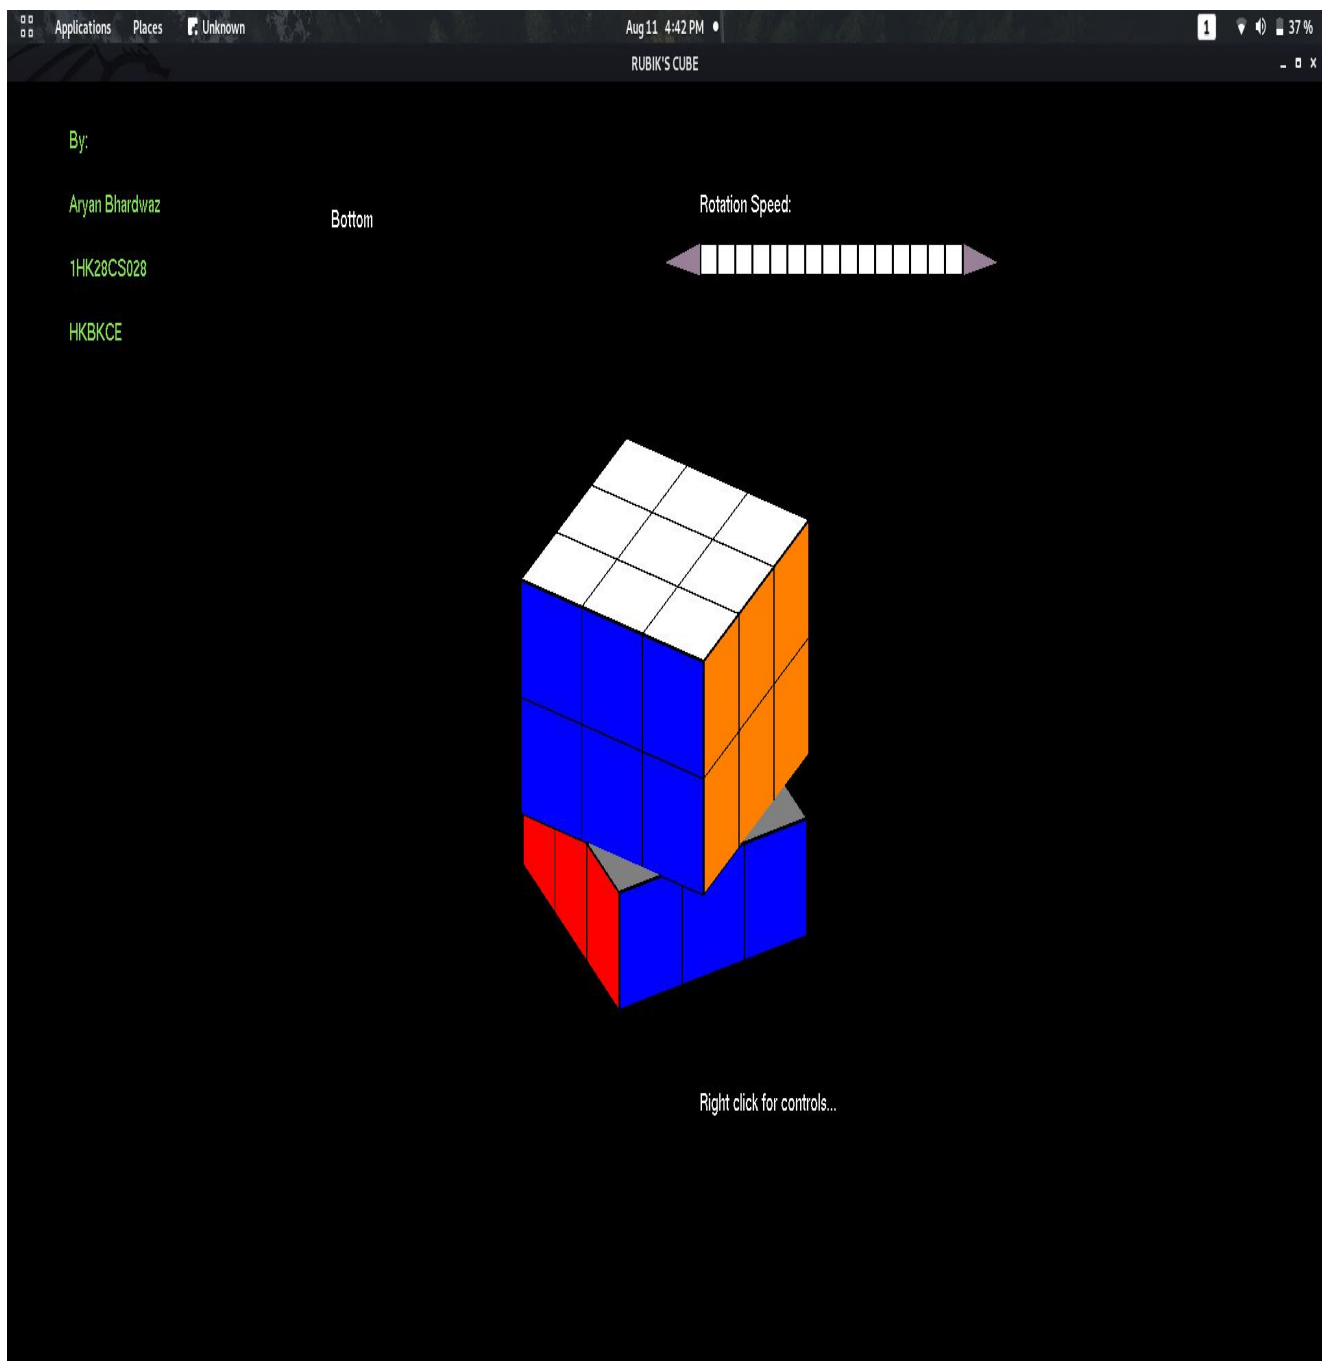 Applications Places Unknown Aug 11 4:42 PM 1 37 %
RUBIK'S CUBE
By:
Aryan Bhardwaz
Rotation Speed:
Bottom
1HK28CS028
HKBKCE
Right click for controls...